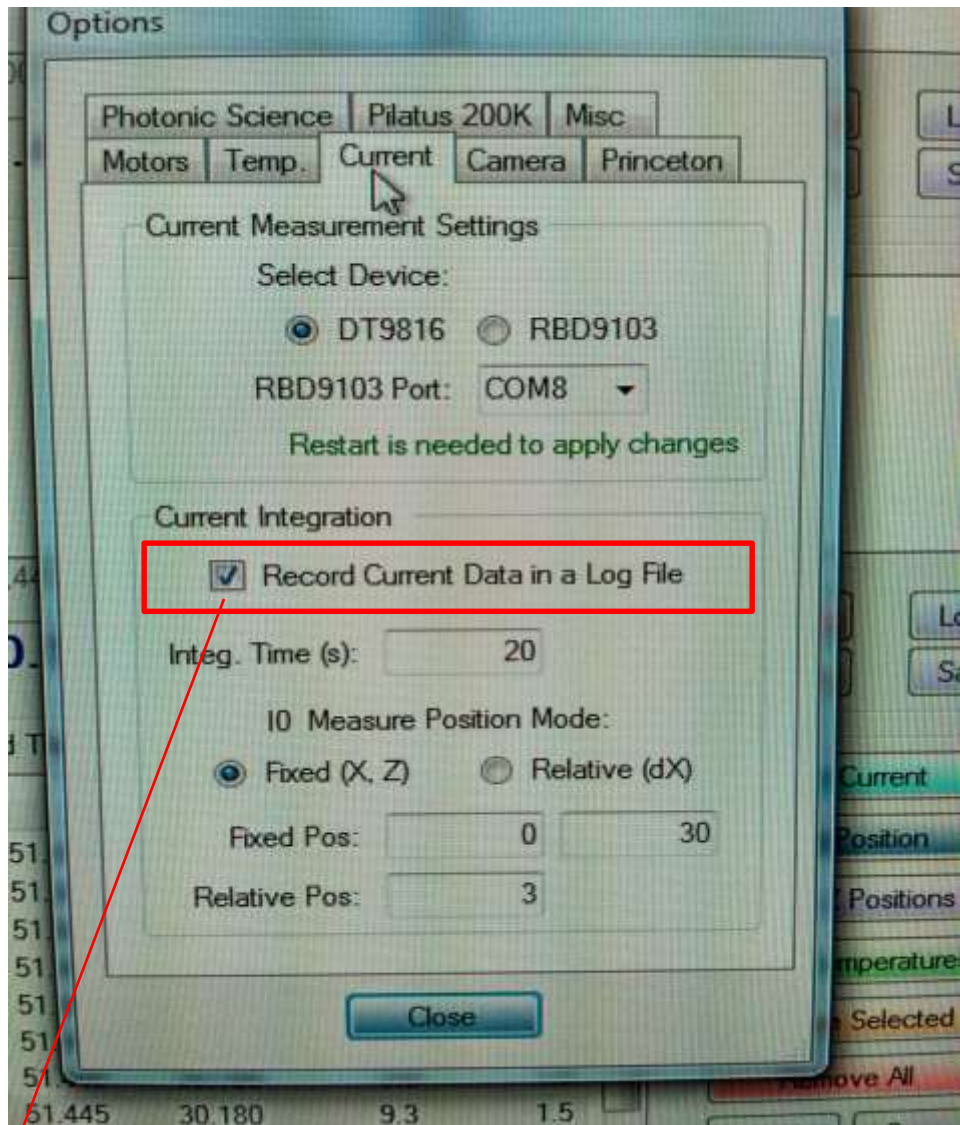 Options
Photonic Science Pilatus 200K Misc
Motors Temp. Current Camera Princeton
Current Measurement Settings
Select Device:
DT9816 RBD9103
RBD9103 Port: COM8
Restart is needed to apply changes
Current Integration
Record Current Data in a Log File
Integ. Time (s): 20
I0 Measure Position Mode:
Fixed (X, Z) Relative (dX)
Current
Fixed Pos: 0 30
Position
Relative Pos: 3
Positions
Close
Selected
All
51.445 30.180 9.3 1.5